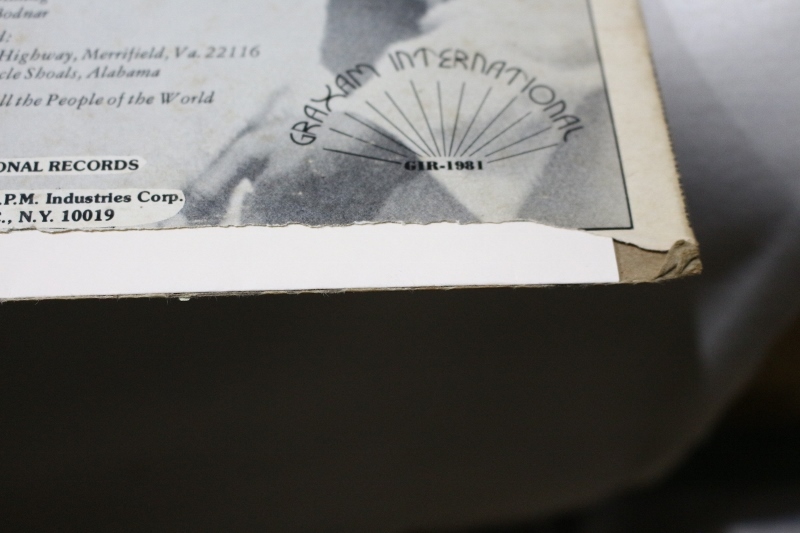 Bodnar
Highway, Merrifield, Va. 22116
cle Shoals, Alabama
ll the People of the World
GRAXAM INTERNATIONAL
GIR-1981
ONAL RECORDS
.P.M. Industries Corp.
., N.Y. 10019